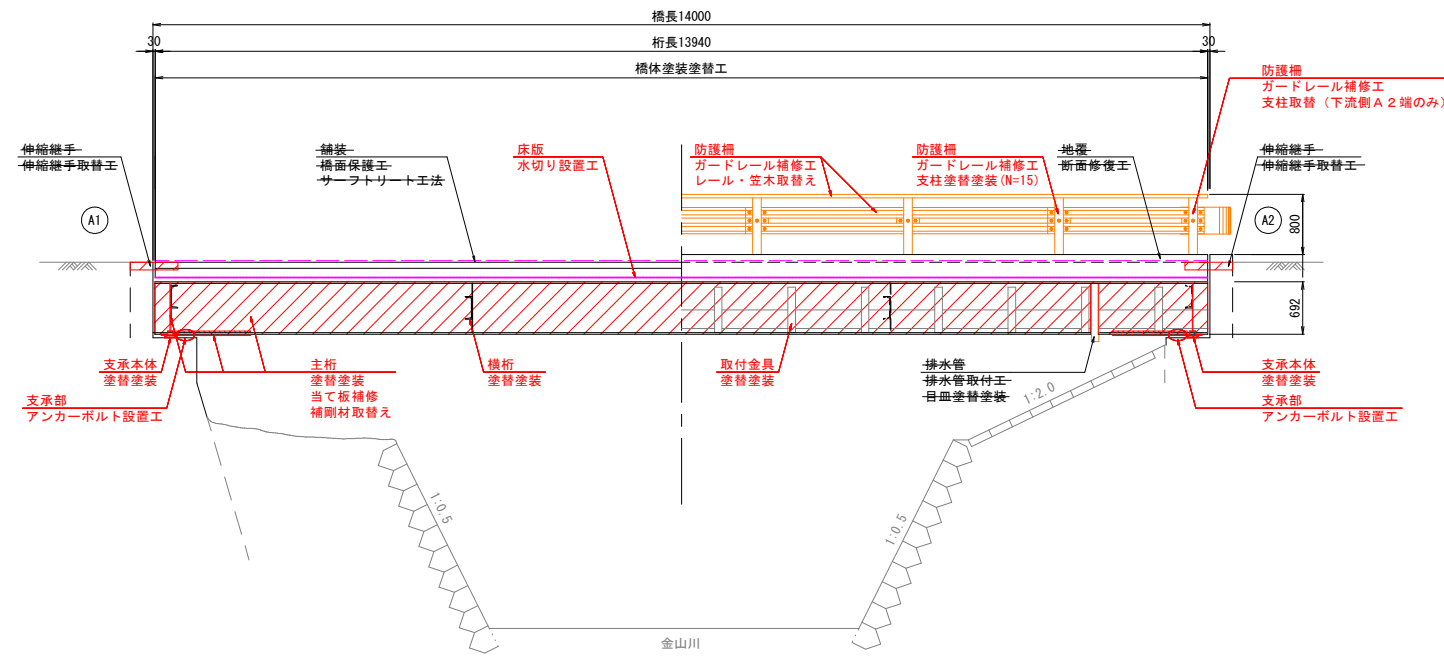 橋長14000
30
桁長13940
30
橋体塗装塗替工
防護柵
ガードレール補修工
支柱取替（下流側Ａ２端のみ）
伸縮継手
伸縮継手取替工
舗装
橋面保護工
サーフトリート工法
床版
水切り設置工
防護柵
ガードレール補修工
レール・笠木取替え
防護柵
ガードレール補修工
支柱塗替塗装(N=15)
地覆
断面修復工
伸縮継手
伸縮継手取替工
A1
A2
800
692
支承本体
塗替塗装
主桁
塗替塗装
当て板補修
補剛材取替え
横桁
塗替塗装
取付金具
塗替塗装
排水管
排水管取付工
目皿塗替塗装
支承本体
塗替塗装
支承部
アンカーボルト設置工
支承部
アンカーボルト設置工
1:2.0
1:0.5
1:0.5
金山川